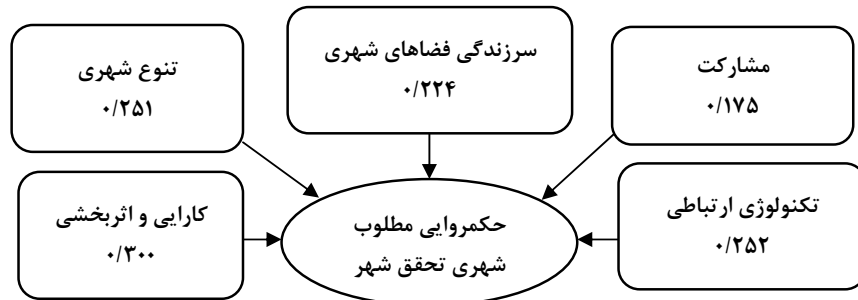 مشارکت
۰/۱۷۵
سرزندگی فضاهای شهری
۰/۲۲۴
تنوع شهری
۰/۲۵۱
تکنولوژی ارتباطی
۰/۲۵۲
حکمروایی مطلوب
شهری تحقق شهر
کارایی و اثربخشی
۰/۳۰۰